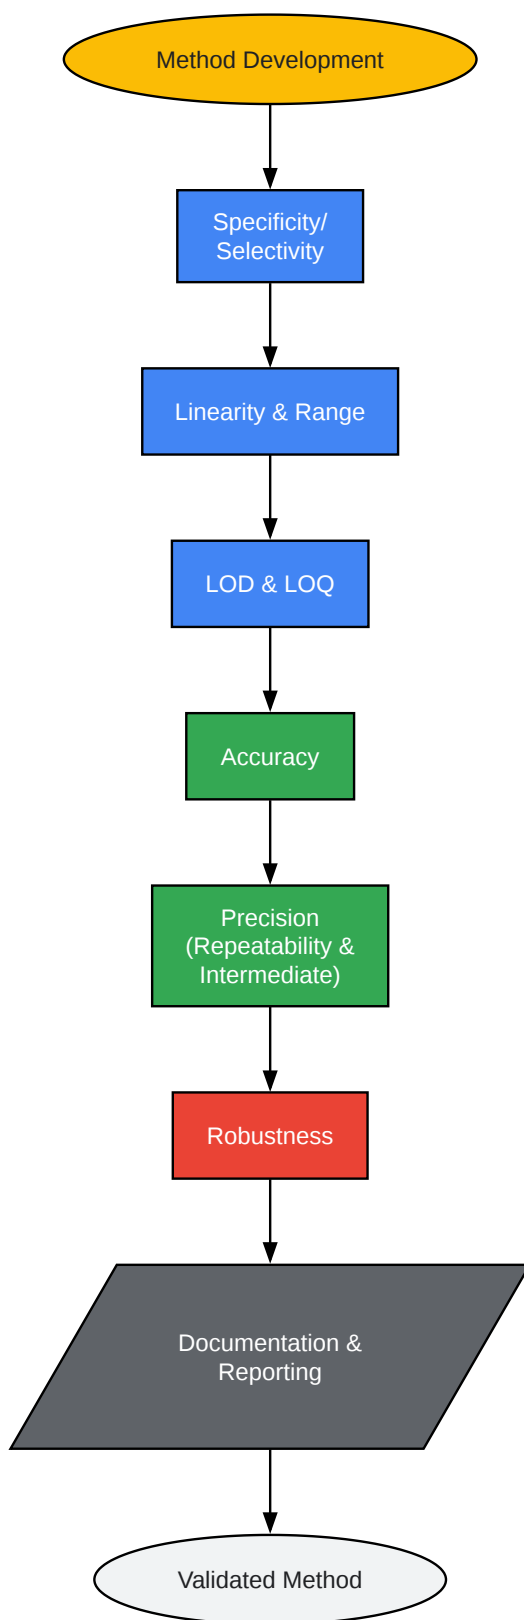 Method Development
Specificity/
Selectivity
Linearity & Range
LOD & LOQ
Accuracy
Precision
(Repeatability &
Intermediate)
Robustness
Documentation &
Reporting
Validated Method